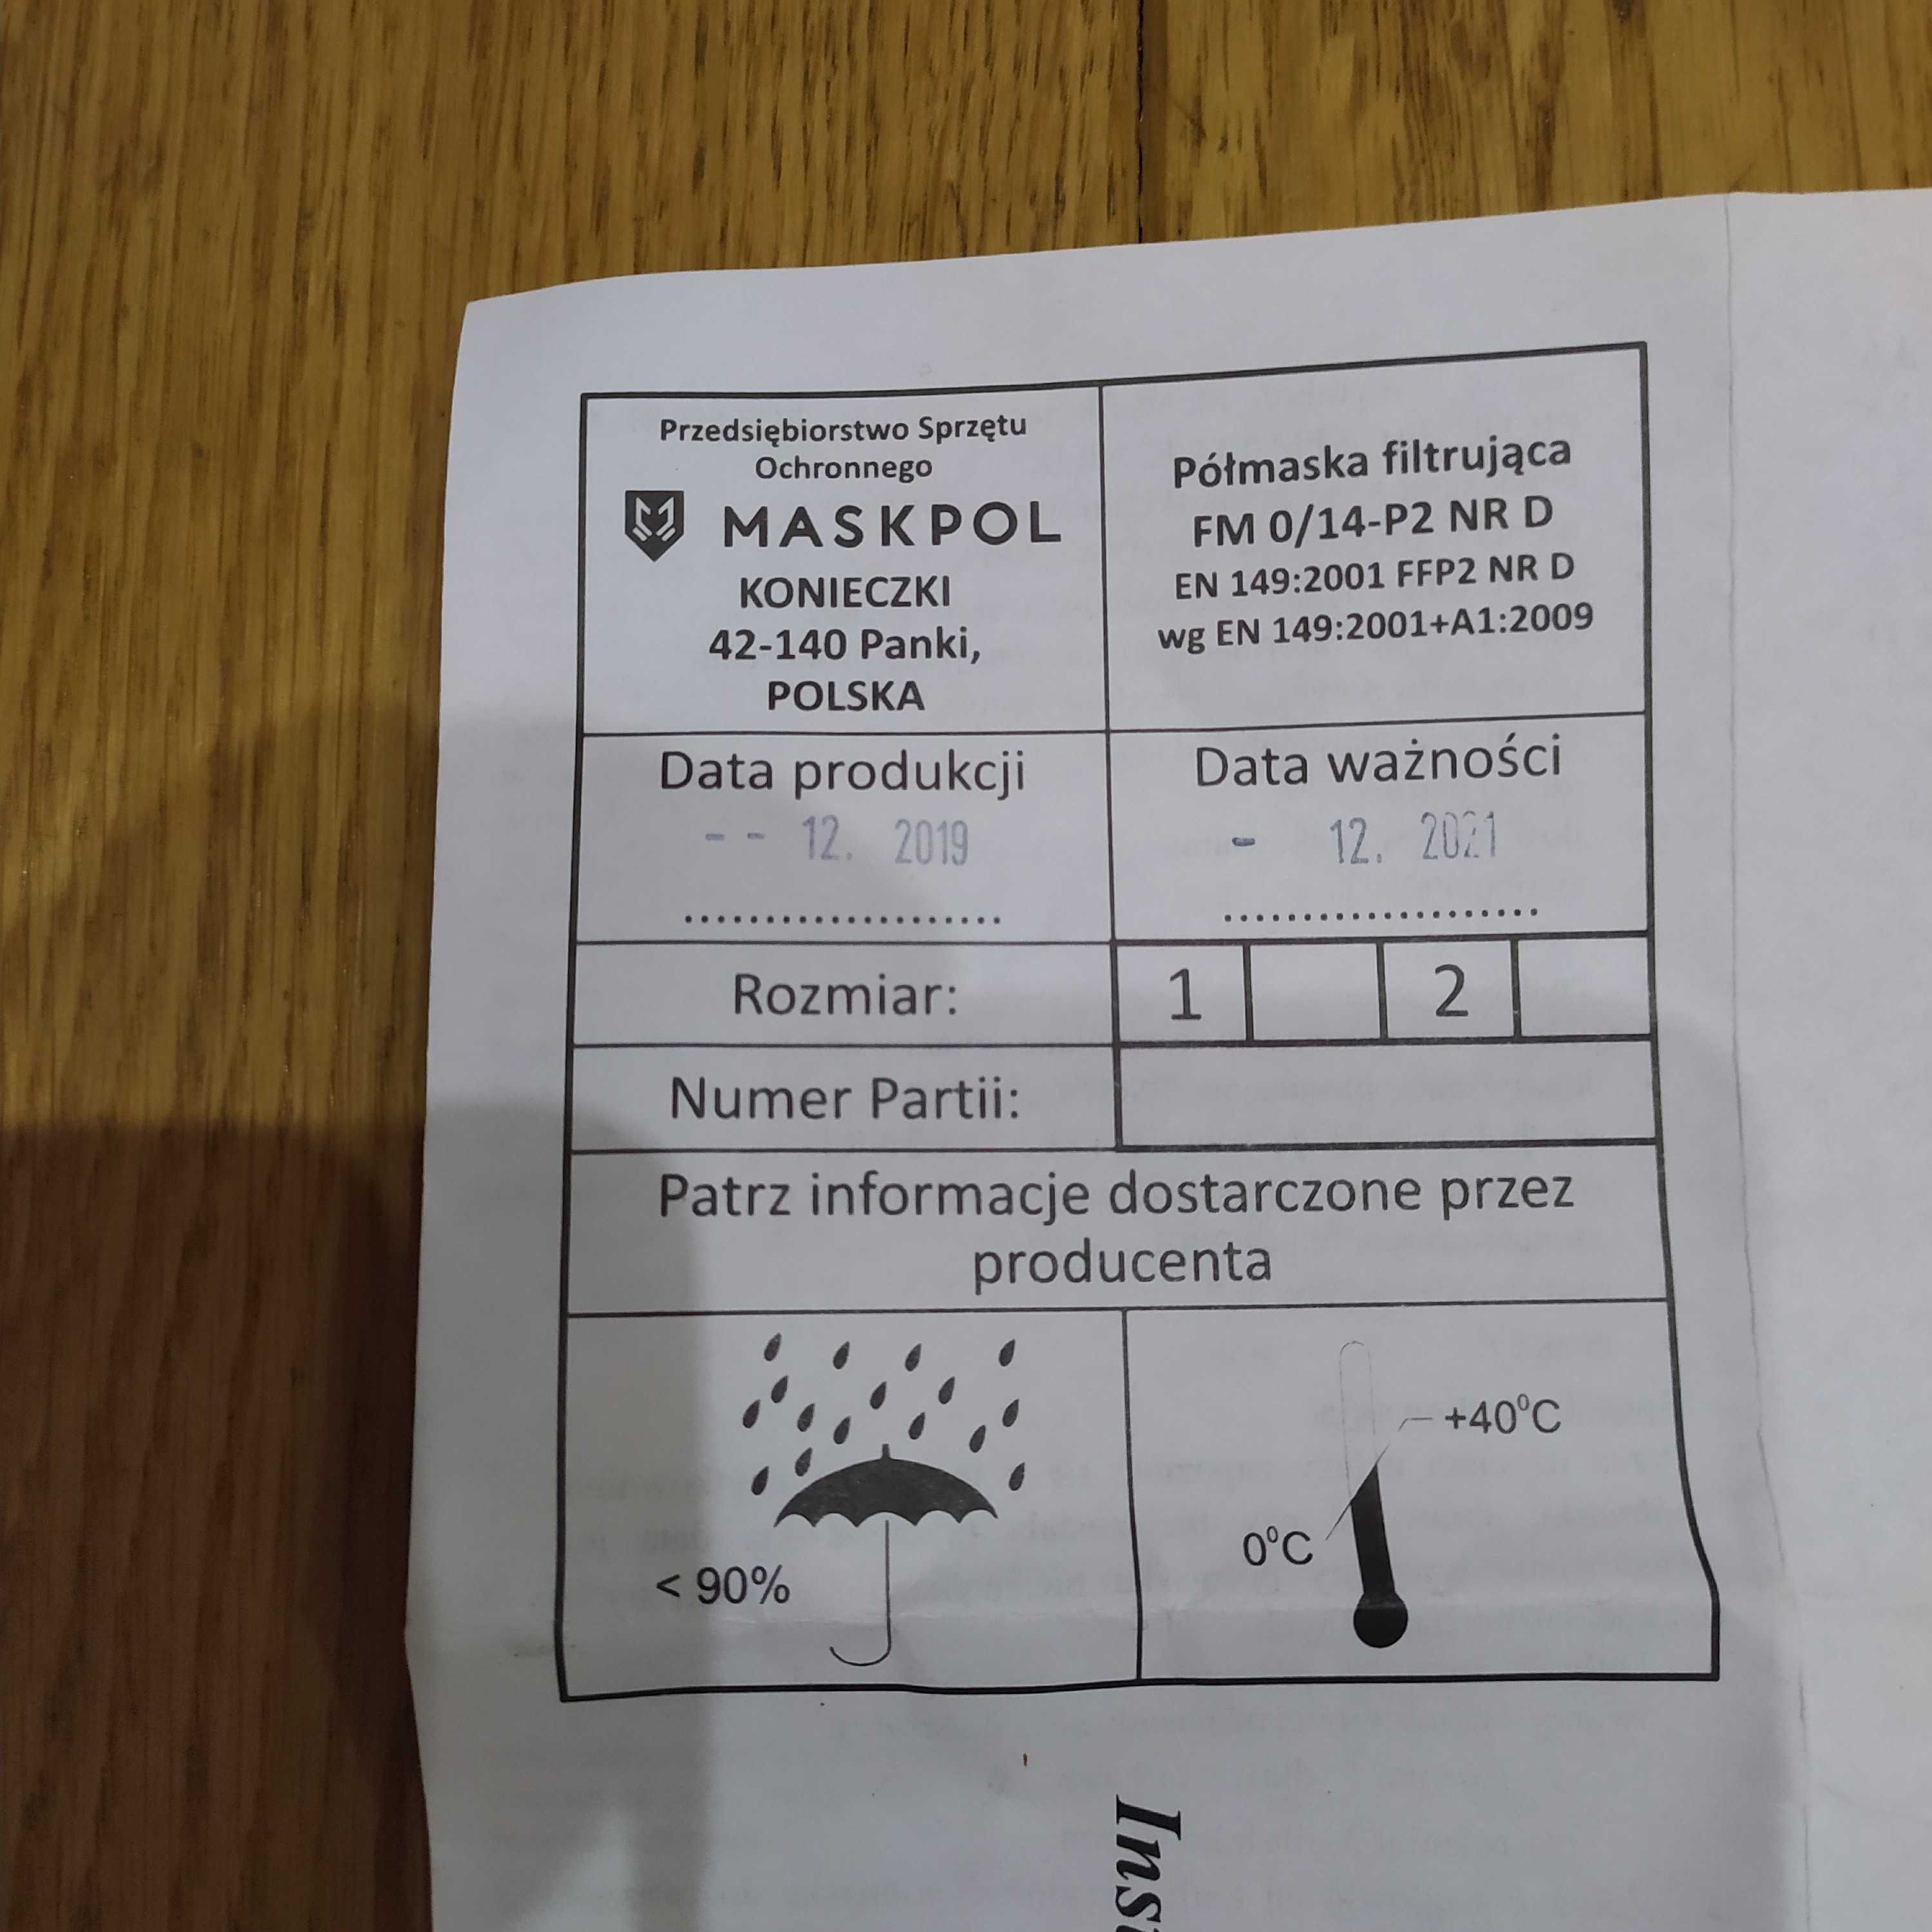 Przedsiębiorstwo Sprzętu
Ochronnego
MASKPOL
KONIECZKI
42-140 Panki,
POLSKA
Półmaska filtrująca
FM 0/14-P2 NR D
EN 149:2001 FFP2 NR D
wg EN 149:2001+A1:2009
Data produkcji
- - 12. 2019
....................
Data ważności
- 12. 2021
....................
Rozmiar: 1 2
Numer Partii:
Patrz informacje dostarczone przez
producenta
< 90%
+40°C
0°C